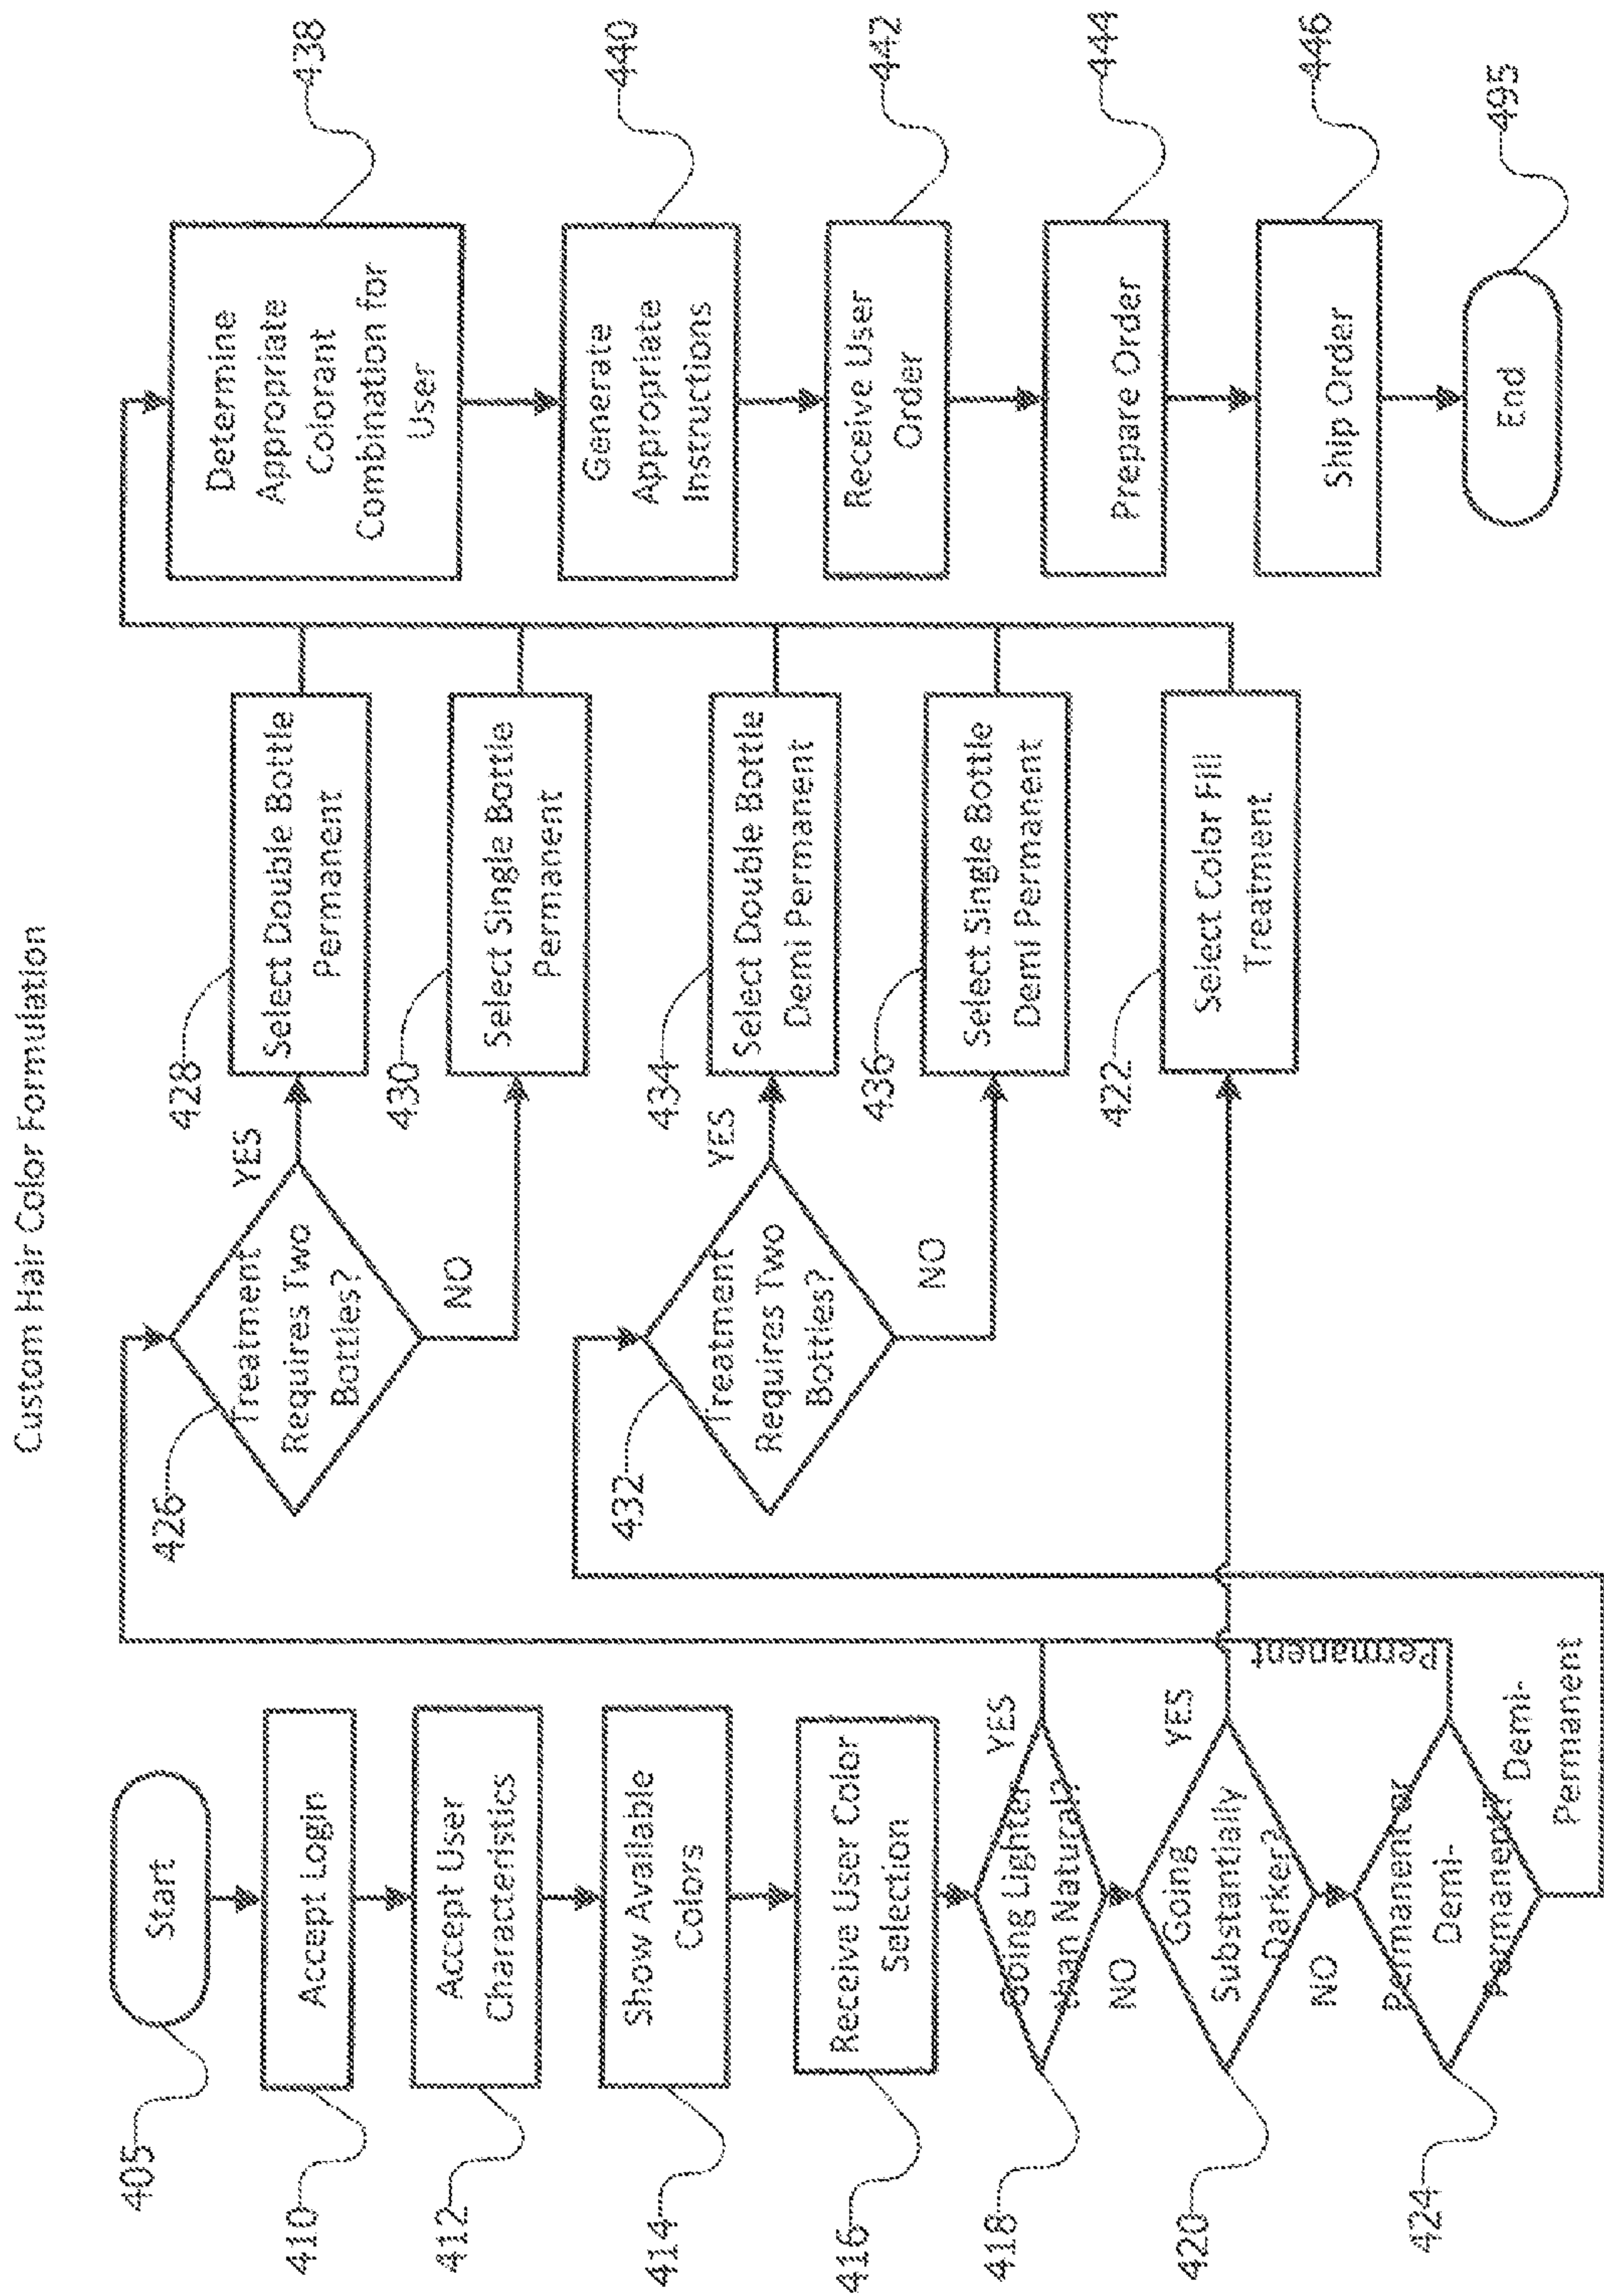 Custom Hair Color Formulation
405
Start
410
Accept Login
412
Accept User
Characteristics
414
Show Available
Colors
416
Receive User Color
Selection
418
Going Lighter
than Natural?
YES
NO
420
Going
Substantially
Darker?
YES
NO
424
Permanent or
Demi-
Permanent?
Permanent
Demi-
Permanent
426
Treatment
Requires Two
Bottles?
YES
NO
428
Select Double Bottle
Permanent
430
Select Single Bottle
Permanent
432
Treatment
Requires Two
Bottles?
YES
NO
434
Select Double Bottle
Demi Permanent
436
Select Single Bottle
Demi Permanent
422
Select Color Fill
Treatment
438
Determine
Appropriate
Colorant
Combination for
User
440
Generate
Appropriate
Instructions
442
Receive User
Order
444
Prepare Order
446
Ship Order
495
End